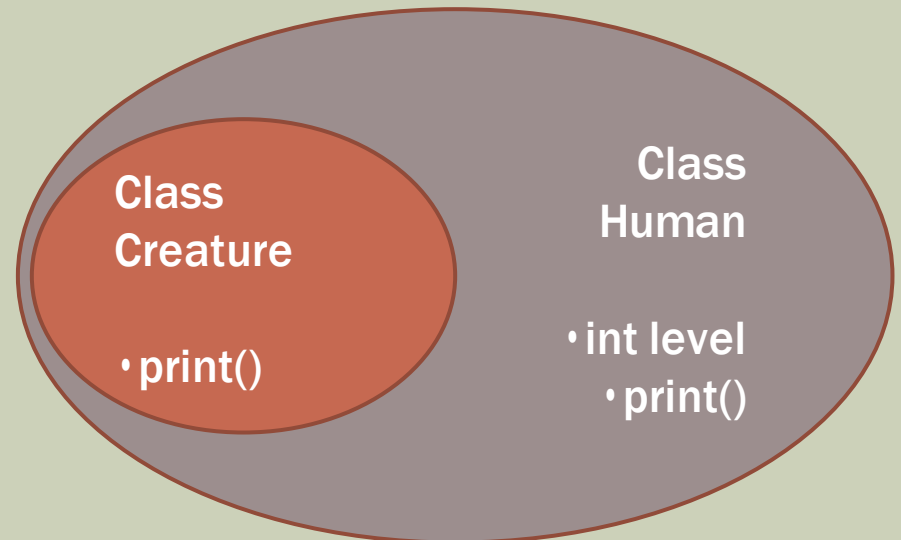 Class
Creature
• print()
Class
Human
• int level
• print()